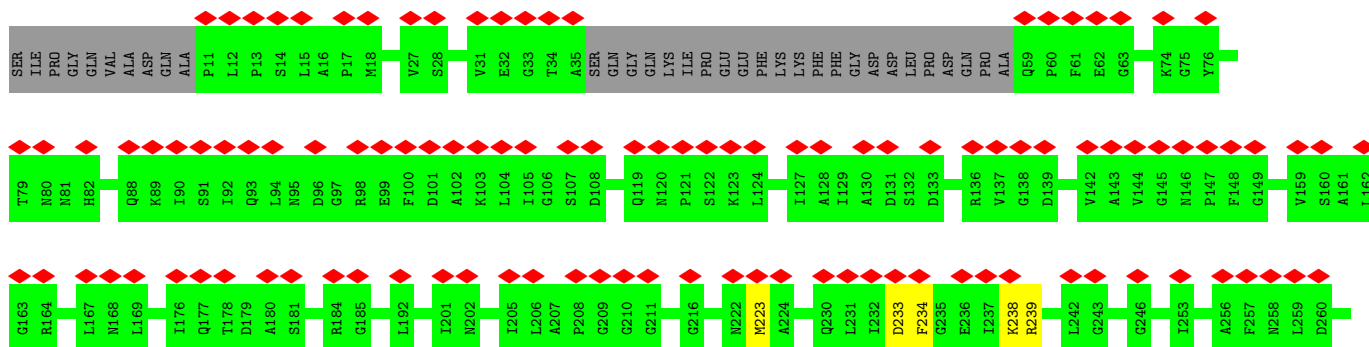 SER ILE PRO GLY GLN VAL ALA ASP GLN ALA P11 L12 P13 S14 L15 A16 P17 M18 V27 S28 V31 E32 G33 T34 A35 SER GLN GLY GLN LYS ILE PRO GLU GLU PHE LYS LYS PHE PHE GLY ASP ASP LEU PRO ASP GLN PRO ALA Q59 P60 F61 E62 G63 K74 G75 Y76
T79 N80 N81 H82 Q88 K89 I90 S91 I92 Q93 L94 N95 D96 G97 R98 E99 F100 D101 A102 K103 L104 I105 G106 S107 D108 Q119 N120 P121 S122 K123 L124 I127 A128 I129 A130 D131 S132 D133 R136 V137 G138 D139 V142 A143 V144 G145 N146 P147 F148 G149 V159 S160 A161 L162
G163 R164 L167 N168 L169 I176 Q177 T178 D179 A180 S181 R184 G185 L192 I201 N202 I205 L206 A207 P208 G209 G210 G211 G216 N222 M223 A224 Q230 L231 I232 D233 F234 G235 E236 I237 K238 R239 L242 G243 G246 I253 A256 F257 N258 L259 D260